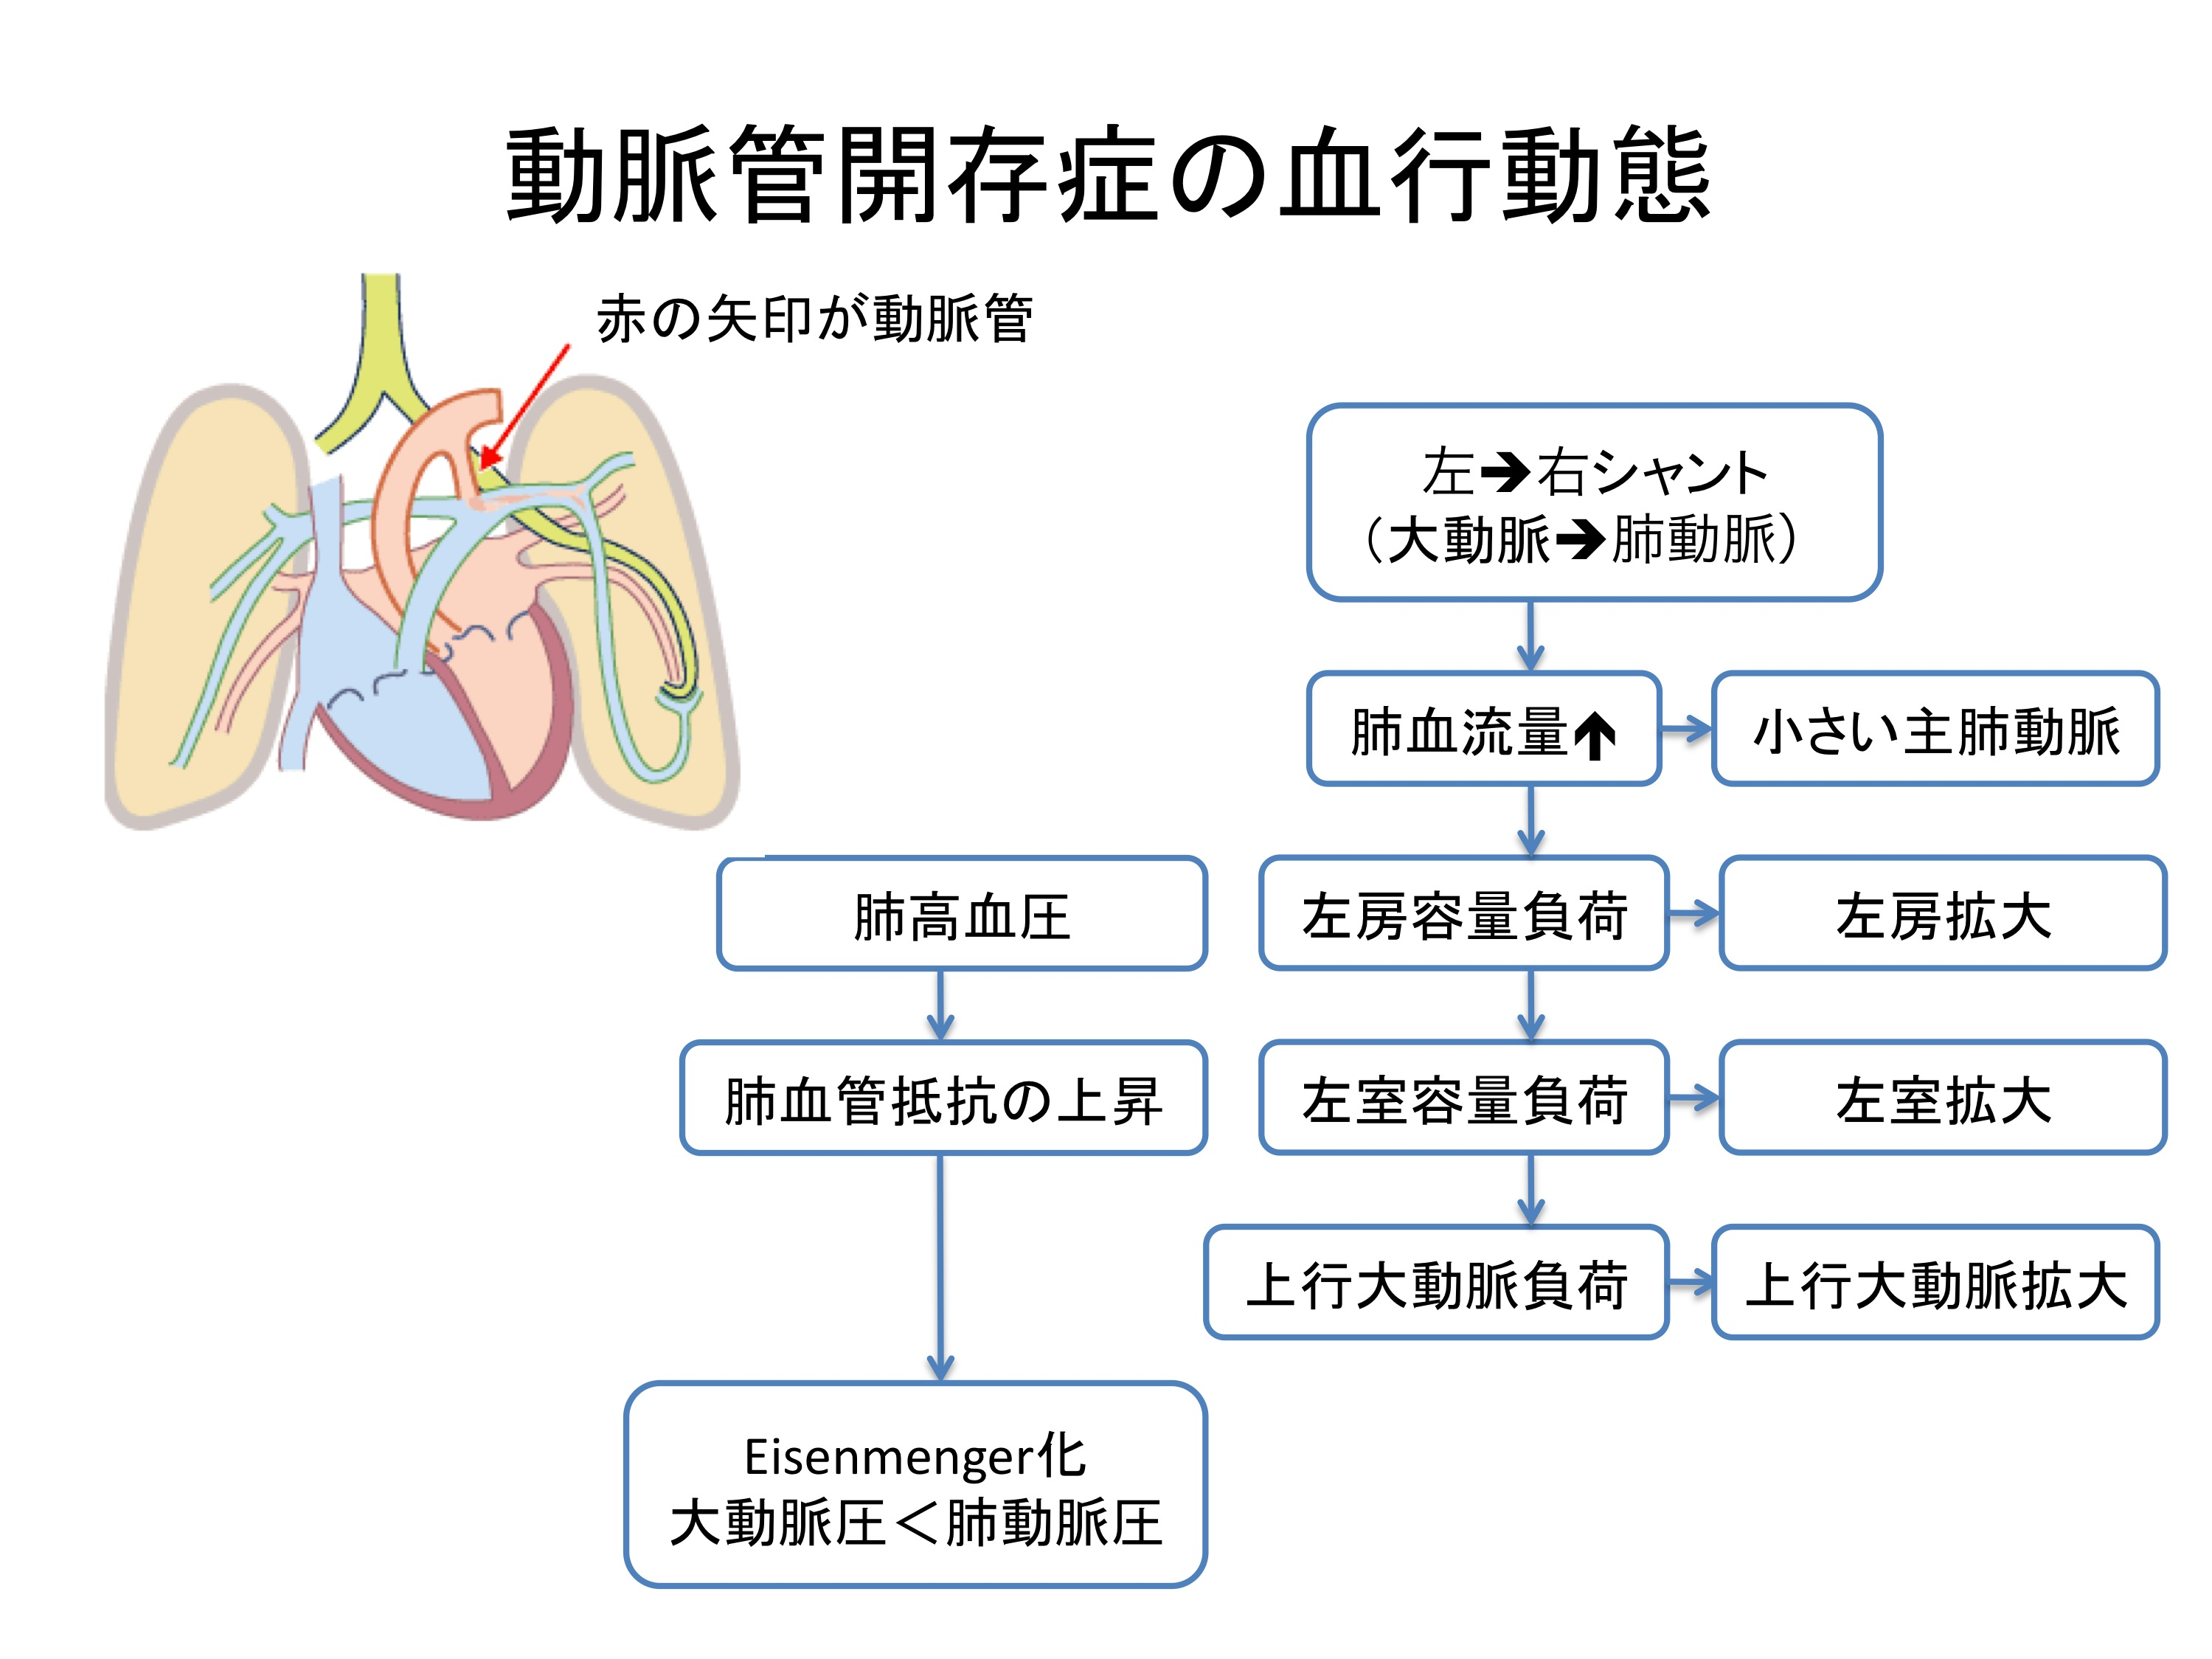 動脈管開存症の血行動態
赤の矢印が動脈管
左➔右シャント
（大動脈➔肺動脈）
肺血流量⬆
小さい主肺動脈
肺高血圧
左房容量負荷
左房拡大
肺血管抵抗の上昇
左室容量負荷
左室拡大
上行大動脈負荷
上行大動脈拡大
Eisenmenger化
大動脈圧＜肺動脈圧